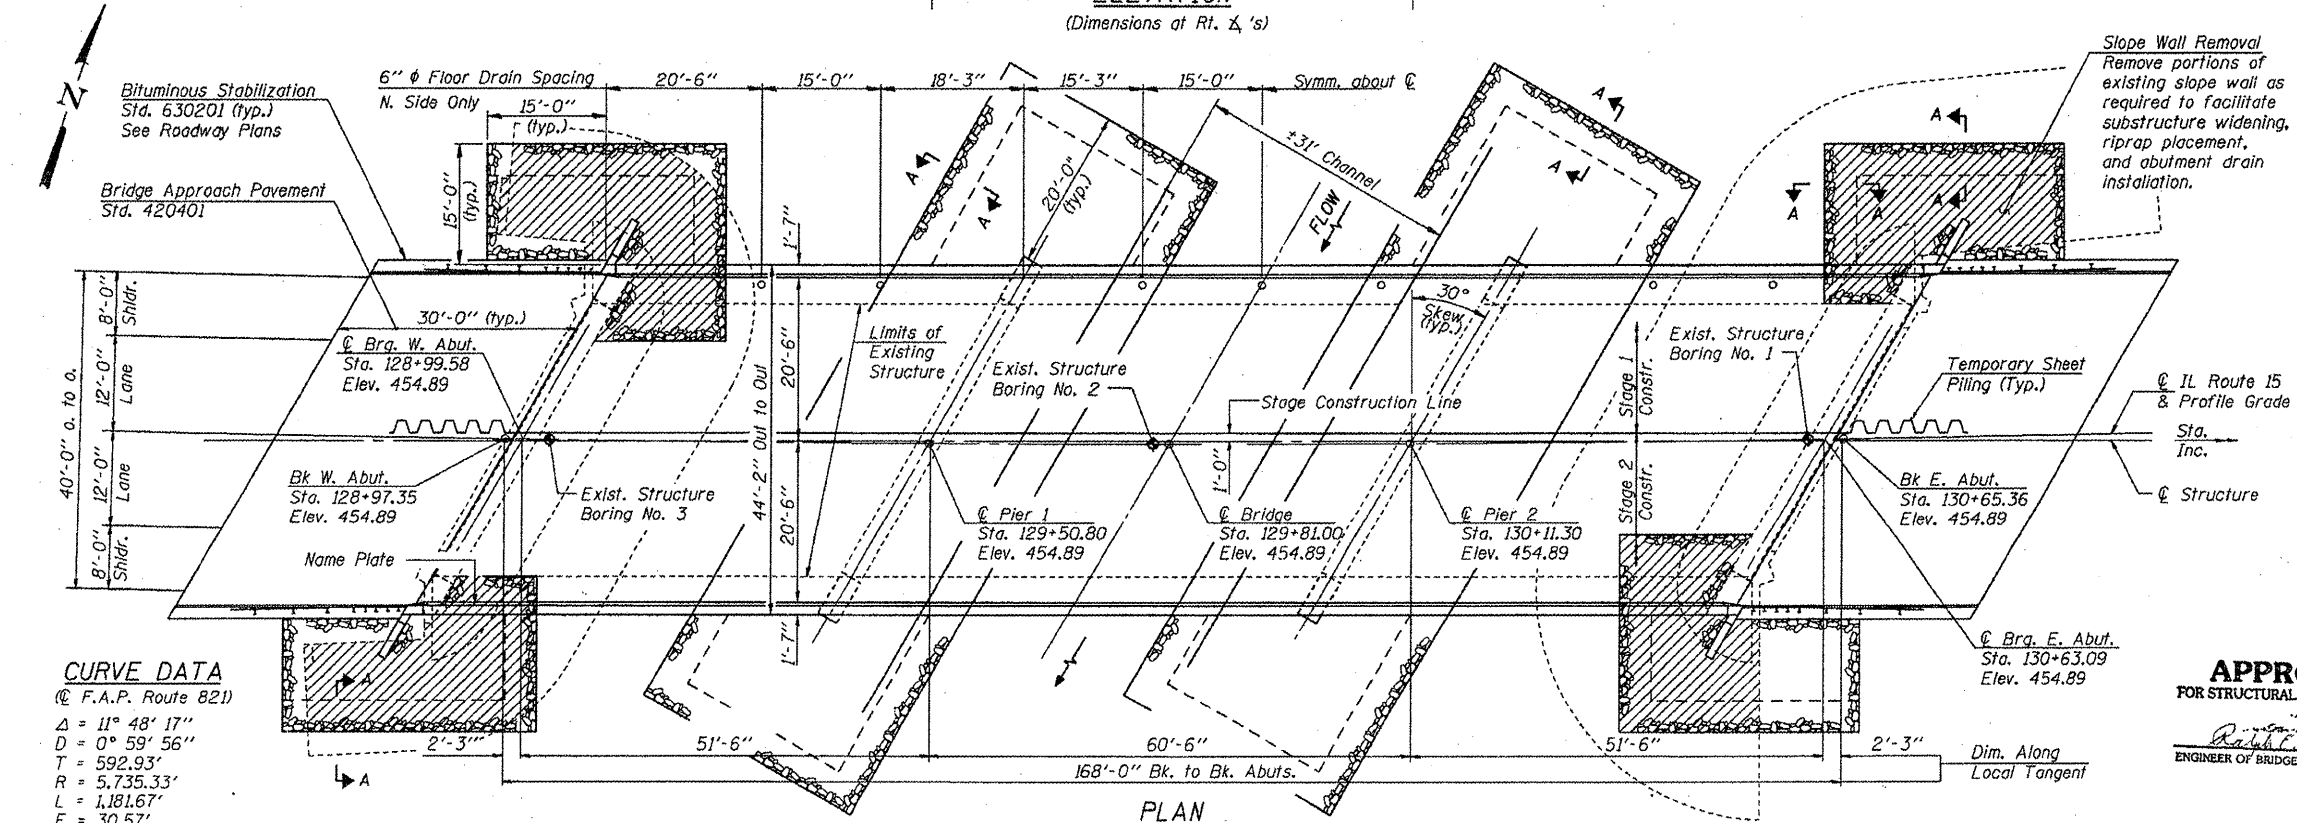 ELEVATION
(Dimensions at Rt. ∡'s)
N
Bituminous Stabilization
Std. 630201 (typ.)
See Roadway Plans
Bridge Approach Pavement
Std. 420401
6" φ Floor Drain Spacing
N. Side Only
20'-6"
15'-0"
18'-3"
15'-3"
15'-0"
Symm. about ℄
15'-0"
(typ.)
15'-0"
(typ.)
1'-7"
20'-0"
(typ.)
±31' Channel
FLOW
A
A
A
A
A
A
A
A
Slope Wall Removal
Remove portions of
existing slope wall as
required to facilitate
substructure widening,
riprap placement,
and abutment drain
installation.
40'-0" o. to o.
8'-0"
Shldr.
12'-0"
Lane
12'-0"
Lane
8'-0"
Shldr.
30'-0" (typ.)
℄ Brg. W. Abut.
Sta. 128+99.58
Elev. 454.89
Limits of
Existing
Structure
20'-6"
44'-2" Out to Out
20'-6"
1'-7"
Exist. Structure
Boring No. 2
Stage Construction Line
1'-0"
30°
Skew
(typ.)
Stage 1
Constr.
Stage 2
Constr.
Exist. Structure
Boring No. 1
Temporary Sheet
Piling (Typ.)
℄ IL Route 15
& Profile Grade
Sta.
Inc.
℄ Structure
Bk W. Abut.
Sta. 128+97.35
Elev. 454.89
Exist. Structure
Boring No. 3
Name Plate
℄ Pier 1
Sta. 129+50.80
Elev. 454.89
℄ Bridge
Sta. 129+81.00
Elev. 454.89
℄ Pier 2
Sta. 130+11.30
Elev. 454.89
Bk E. Abut.
Sta. 130+65.36
Elev. 454.89
℄ Brg. E. Abut.
Sta. 130+63.09
Elev. 454.89
CURVE DATA
(℄ F.A.P. Route 821)
Δ = 11° 48' 17"
D = 0° 59' 56"
T = 592.93'
R = 5,735.33'
L = 1,181.67'
E = 30.57'
A
A
2'-3"
51'-6"
60'-6"
51'-6"
2'-3"
168'-0" Bk. to Bk. Abuts.
Dim. Along
Local Tangent
PLAN
APPRO
FOR STRUCTURAL
ENGINEER OF BRIDGE